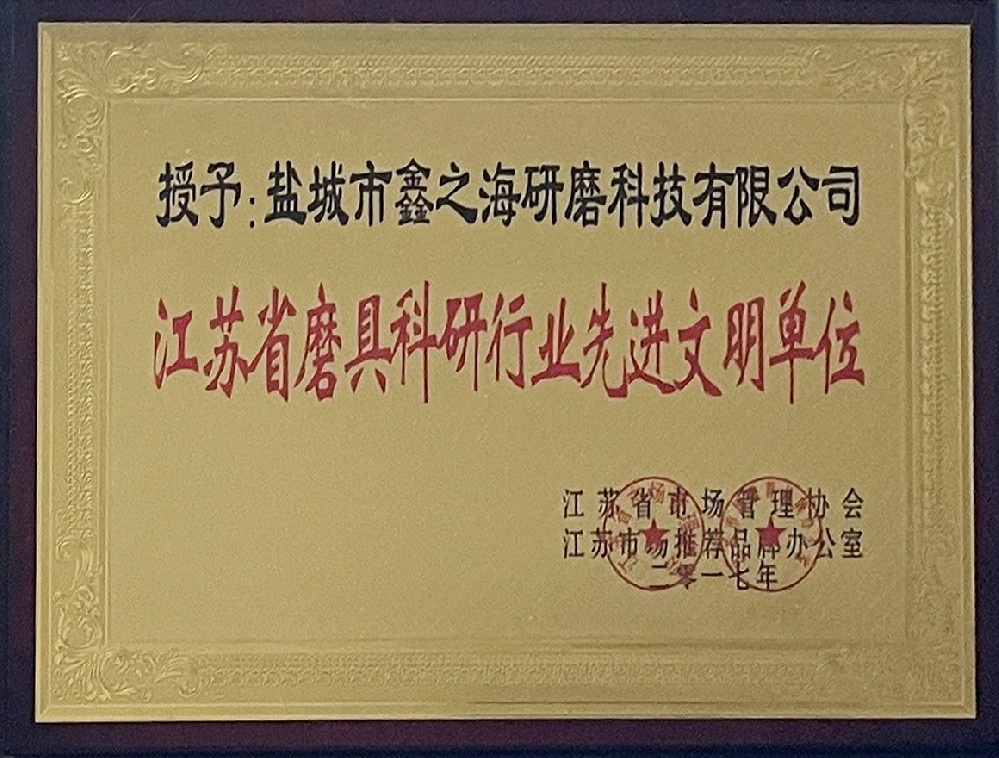 授予:盐城市鑫之海研磨科技有限公司
江苏省磨具科研行业先进文明单位
江苏省市场管理协会
江苏市场推荐品牌办公室
二零一七年